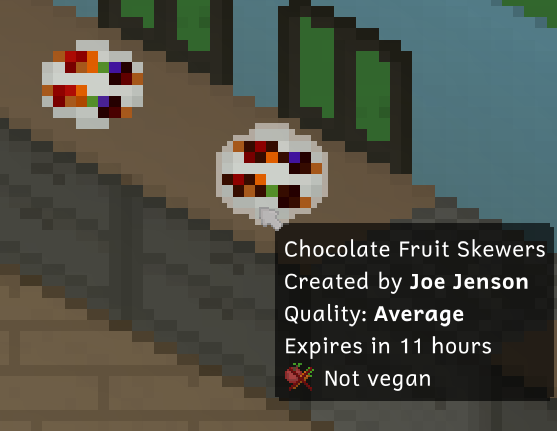 Chocolate Fruit Skewers
Created by Joe Jenson
Quality: Average
Expires in 11 hours
Not vegan